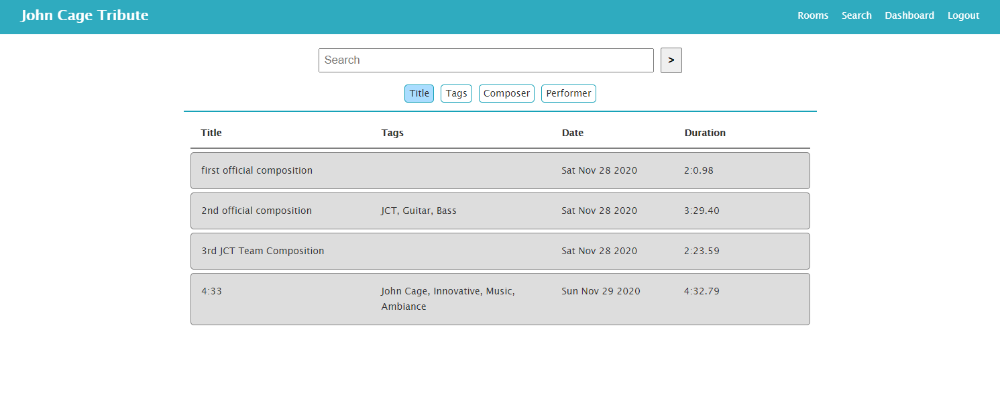 John Cage Tribute Rooms Search Dashboard Logout
Search >
Title Tags Composer Performer
Title Tags Date Duration
first official composition Sat Nov 28 2020 2:0.98
2nd official composition JCT, Guitar, Bass Sat Nov 28 2020 3:29.40
3rd JCT Team Composition Sat Nov 28 2020 2:23.59
4:33 John Cage, Innovative, Music, Sun Nov 29 2020 4:32.79
Ambiance